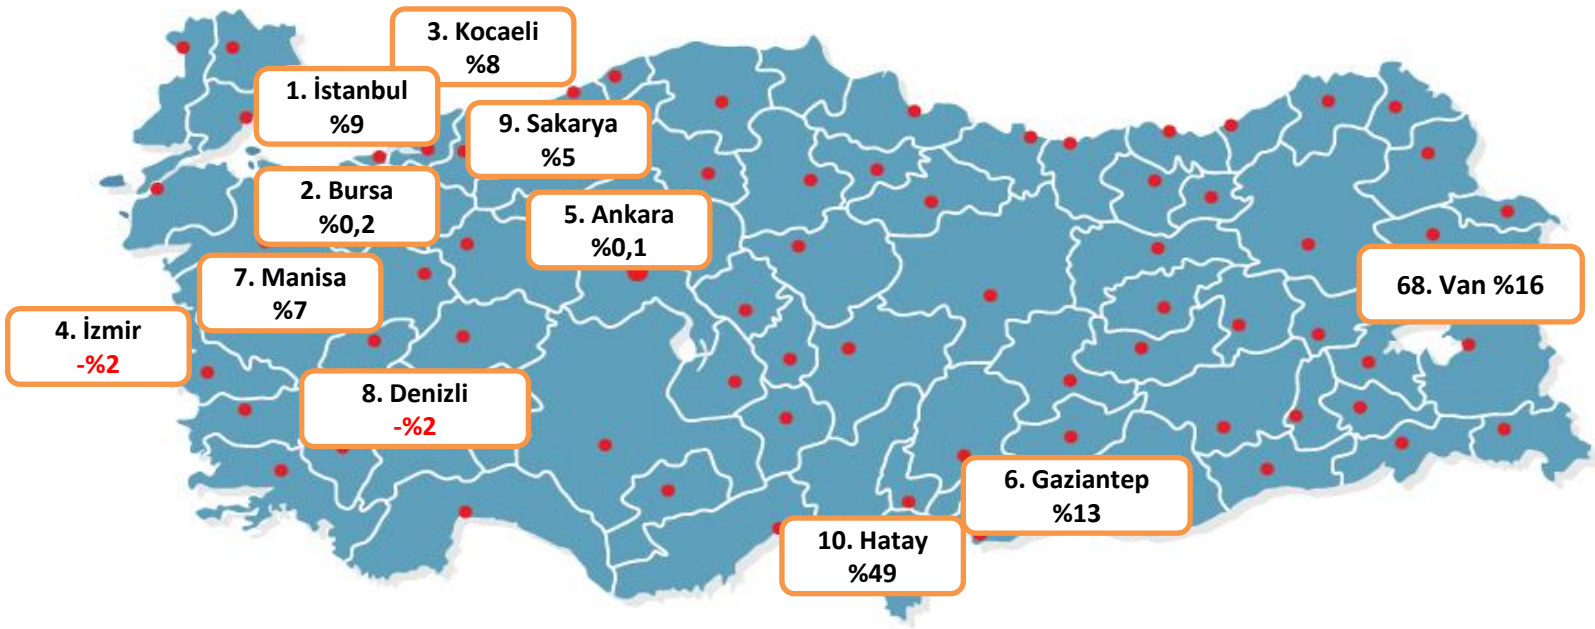 3. Kocaeli
%8
1. İstanbul
%9
9. Sakarya
%5
2. Bursa
%0,2
5. Ankara
%0,1
7. Manisa
%7
68. Van %16
4. İzmir
-%2
8. Denizli
-%2
6. Gaziantep
%13
10. Hatay
%49